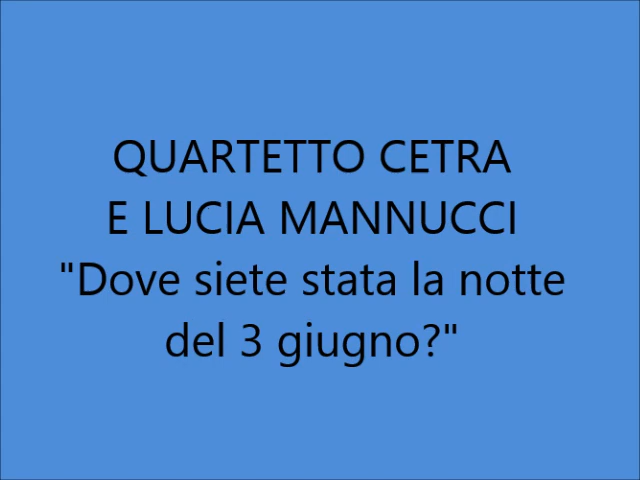 QUARTETTO CETRA
E LUCIA MANNUCCI
"Dove siete stata la notte
del 3 giugno?"